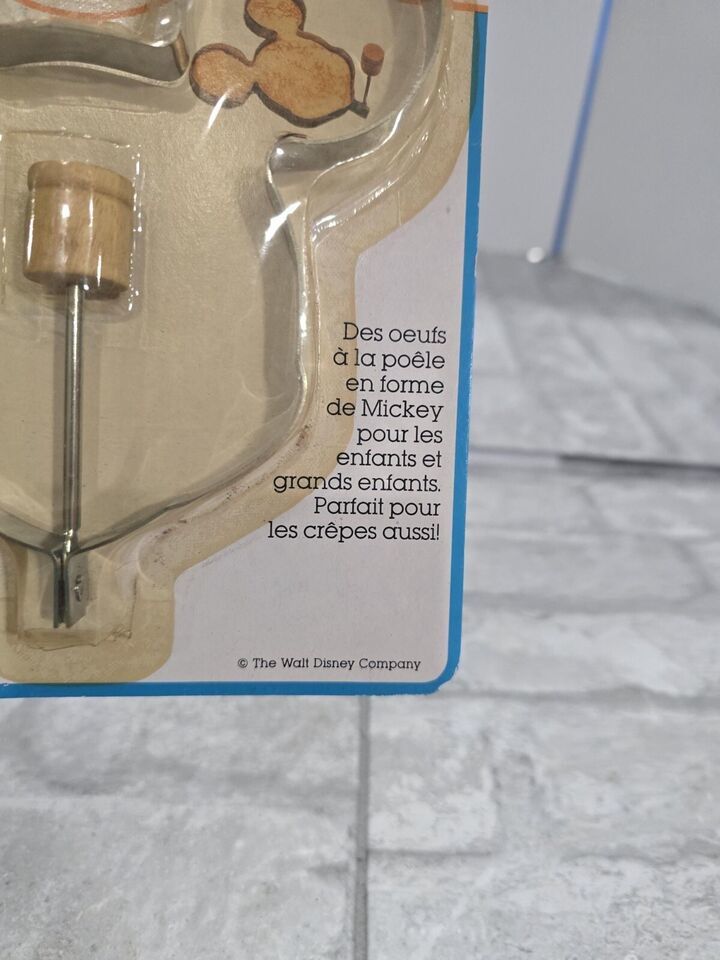 Des oeufs
à la poêle
en forme
de Mickey
pour les
enfants et
grands enfants.
Parfait pour
les crêpes aussi!
© The Walt Disney Company